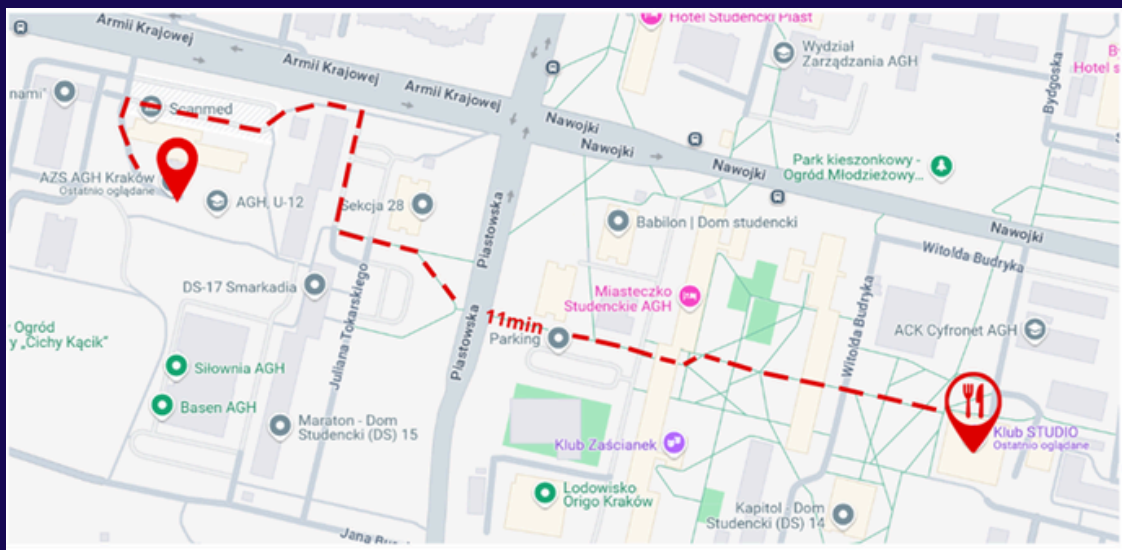 Hotel Studencki Piast
Armii Krajowej
Armii Krajowej
Armii Krajowej
Wydział
Zarządzania AGH
Bydgoska
Hotel s
nami"
Scanmed
Nawojki
Nawojki
Nawojki
Park kieszonkowy -
Ogród Młodzieżowy...
AZS AGH Kraków
Ostatnio oglądane
AGH, U-12
Sekcja 28
Piastowska
Babilon | Dom studencki
Nawojki
Witolda Budryka
DS-17 Smarkadia
Juliana Tokarskiego
Miasteczko
Studenckie AGH
Witolda Budryka
11min
Parking
ACK Cyfronet AGH
Ogród
y „Cichy Kącik"
Piastowska
Siłownia AGH
Basen AGH
Maraton - Dom
Studencki (DS) 15
Klub Zaścianek
Klub STUDIO
Ostatnio oglądane
Lodowisko
Origo Kraków
Kapitol - Dom
Studencki (DS) 14
Jana